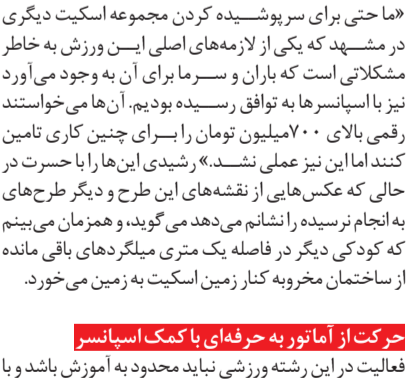 «ما حتی برای سرپوشیده کردن مجموعه اسکیت دیگری
در مشهد که یکی از لازمه‌های اصلی این ورزش به خاطر
مشکلاتی است که باران و سرما برای آن به وجود می‌آورد
نیز با اسپانسرها به توافق رسیده بودیم. آن‌ها می‌خواستند
رقمی بالای ۷۰۰میلیون تومان را برای چنین کاری تامین
کنند اما این نیز عملی نشد.» رشیدی این‌ها را با حسرت در
حالی که عکس‌هایی از نقشه‌های این طرح و دیگر طرح‌های
به انجام نرسیده را نشانم می‌دهد می‌گوید، و همزمان می‌بینم
که کودکی دیگر در فاصله یک متری میلگردهای باقی مانده
از ساختمان مخروبه کنار زمین اسکیت به زمین می‌خورد.
حرکت از آماتور به حرفه‌ای با کمک اسپانسر
فعالیت در این رشته ورزشی نباید محدود به آموزش باشد و با